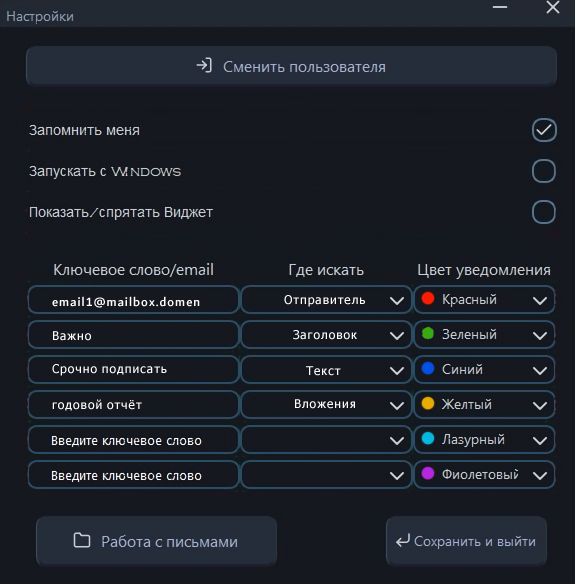 Настройки
Сменить пользователя
Запомнить меня
Запускать с WINDOWS
Показать/спрятать Виджет
Ключевое слово/email Где искать Цвет уведомления
email1@mailbox.domen Отправитель Красный
Важно Заголовок Зеленый
Срочно подписать Текст Синий
годовой отчёт Вложения Желтый
Введите ключевое слово Лазурный
Введите ключевое слово Фиолетовый
Работа с письмами Сохранить и выйти